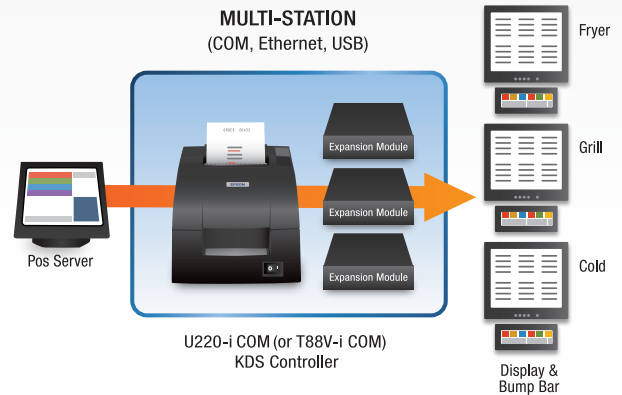 MULTI-STATION
(COM, Ethernet, USB)
Fryer
Expansion Module
Grill
EPSON
Expansion Module
Pos Server
Cold
Expansion Module
U220-i COM (or T88V-i COM)
KDS Controller
Display &
Bump Bar